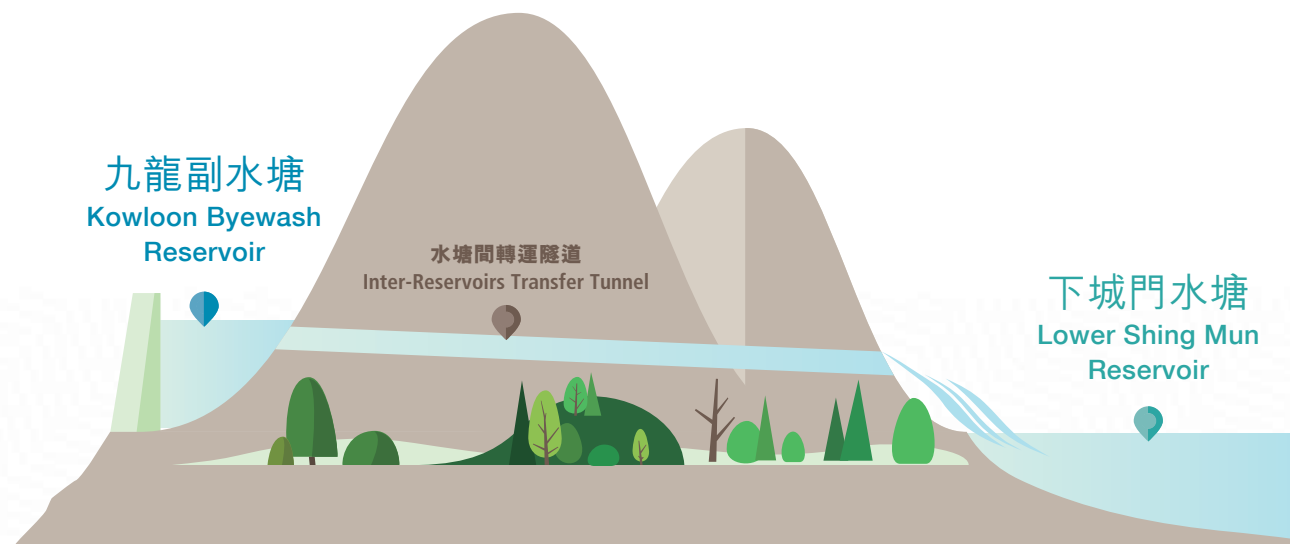 九龍副水塘
Kowloon Byewash
Reservoir
水塘間轉運隧道
Inter-Reservoirs Transfer Tunnel
下城門水塘
Lower Shing Mun
Reservoir